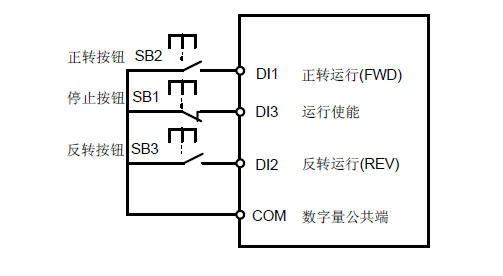 正转按钮 SB2 DI1 正转运行(FWD)
停止按钮 SB1 DI3 运行使能
反转按钮 SB3 DI2 反转运行(REV)
COM 数字量公共端